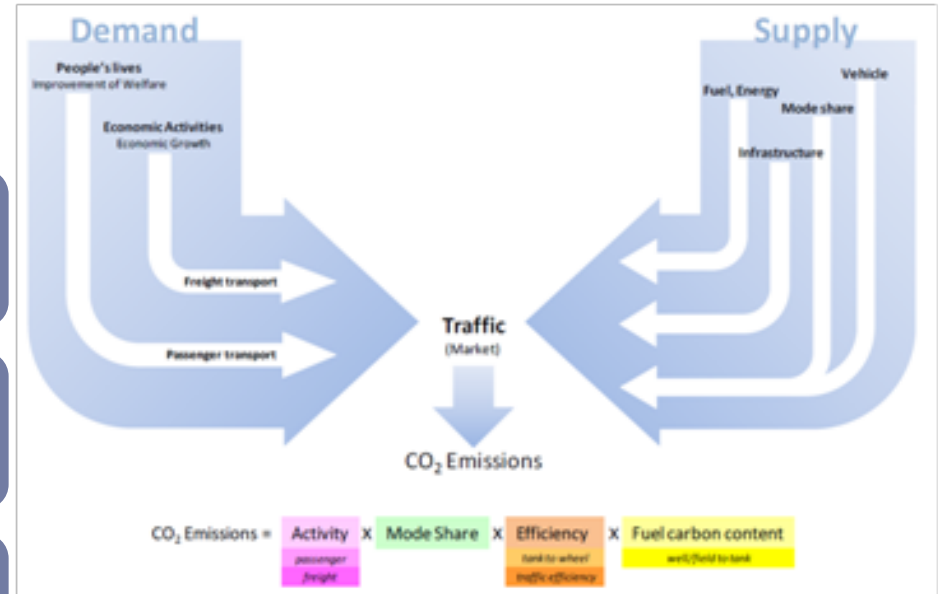 Demand
People's lives
Improvement of Welfare
Economic Activities
Economic Growth
Freight transport
Passenger transport
Supply
Vehicle
Fuel, Energy
Mode share
Infrastructure
Traffic
(Market)
CO₂ Emissions
CO₂ Emissions = Activity X Mode Share X Efficiency X Fuel carbon content
passenger tank to wheel well/field to tank
freight traffic efficiency